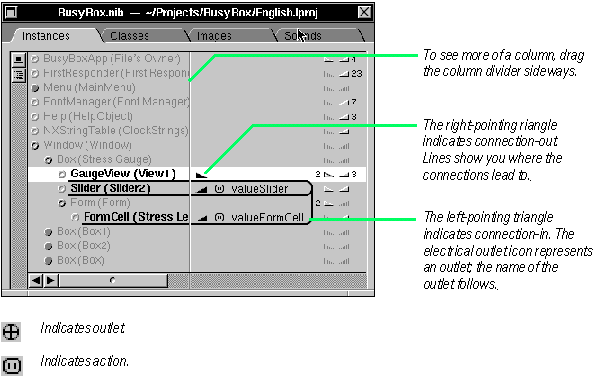 BusyBox.nib — ~/Projects/BusyBox/English.lproj
Instances
Classes
Images
Sounds
BusyBoxApp (File's Owner)
4
FirstResponder (FirstRespon
23
Menu (MainMenu)
FontManager (Font Manager)
7
Help (HelpObject)
3
NXStringTable (ClockStrings)
Window (Window)
Box (Stress Gauge)
GaugeView (View1)
2
3
Slider (Slider2)
valueSlider
Form (Form)
2
FormCell (Stress Le
valueFormCell
Box (Box1)
Box (Box2)
Box (Box)
To see more of a column, drag
the column divider sideways.
The right-pointing riangle
indicates connection-out.
Lines show you where the
connections lead to.
The left-pointing triangle
indicates connection-in. The
electrical outlet icon represents
an outlet; the name of the
outlet follows.
Indicates outlet.
Indicates action.